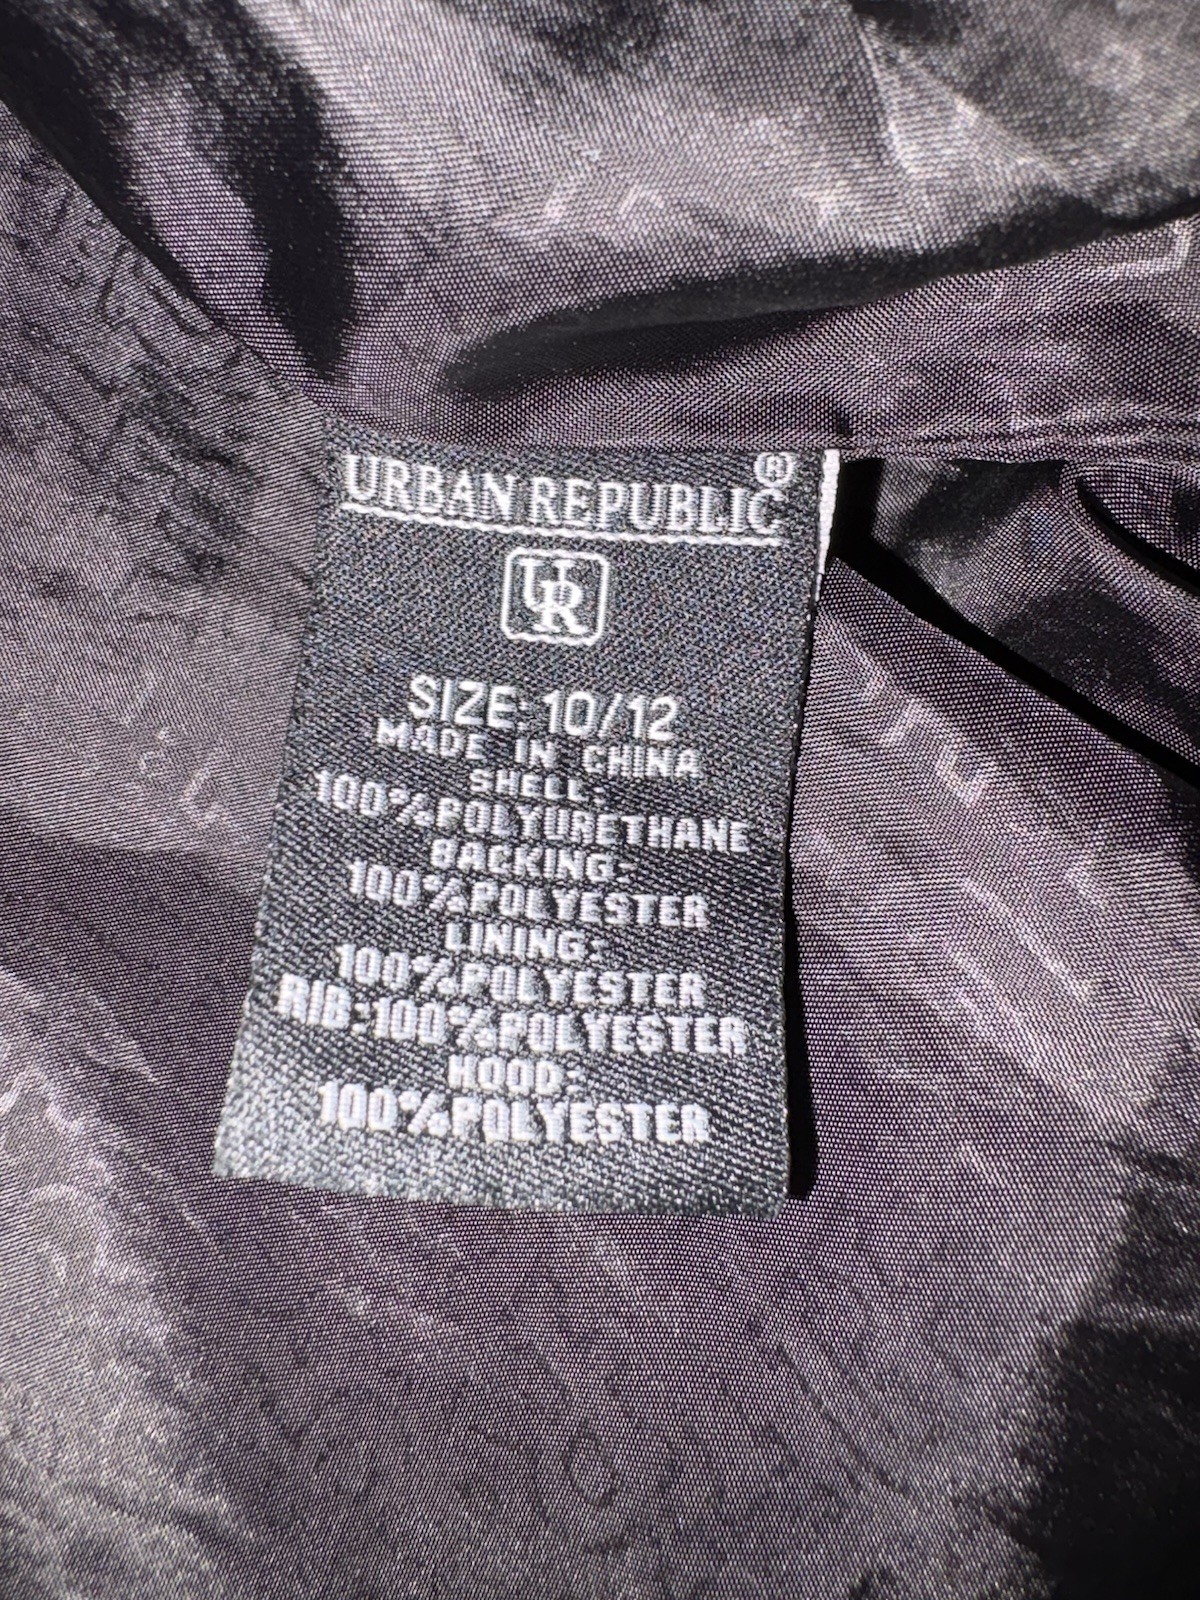 URBAN REPUBLIC®
UR
SIZE: 10/12
MADE IN CHINA
SHELL:
100%POLYURETHANE
BACKING:
100%POLYESTER
LINING:
100%POLYESTER
RIB:100%POLYESTER
HOOD:
100%POLYESTER